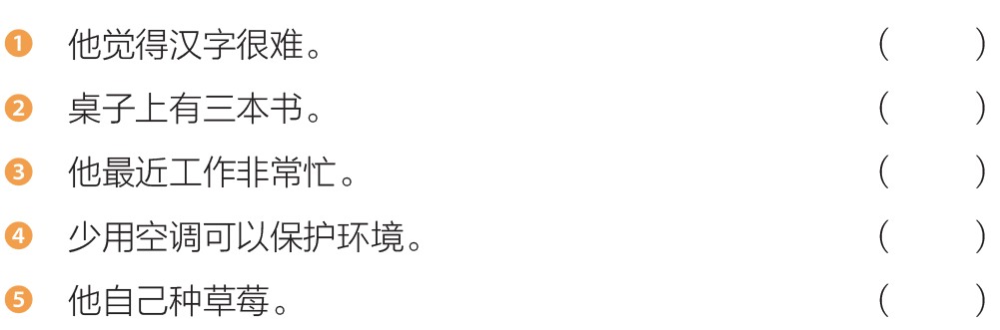 1 他觉得汉字很难。 ( )
2 桌子上有三本书。 ( )
3 他最近工作非常忙。 ( )
4 少用空调可以保护环境。 ( )
5 他自己种草莓。 ( )